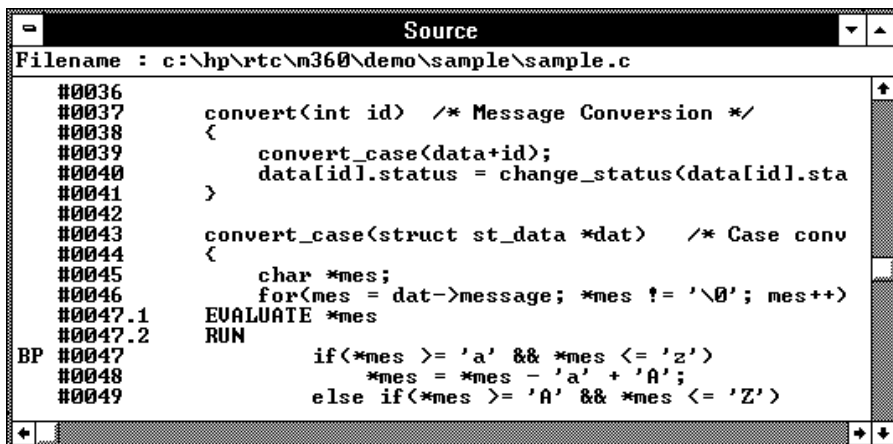 Source
Filename : c:\hp\rtc\m360\demo\sample\sample.c
#0036
#0037 convert(int id) /* Message Conversion */
#0038 {
#0039 convert_case(data+id);
#0040 data[id].status = change_status(data[id].sta
#0041 }
#0042
#0043 convert_case(struct st_data *dat) /* Case conv
#0044 {
#0045 char *mes;
#0046 for(mes = dat->message; *mes != '\0'; mes++)
#0047.1 EVALUATE *mes
#0047.2 RUN
BP #0047 if(*mes >= 'a' && *mes <= 'z')
#0048 *mes = *mes - 'a' + 'A';
#0049 else if(*mes >= 'A' && *mes <= 'Z')